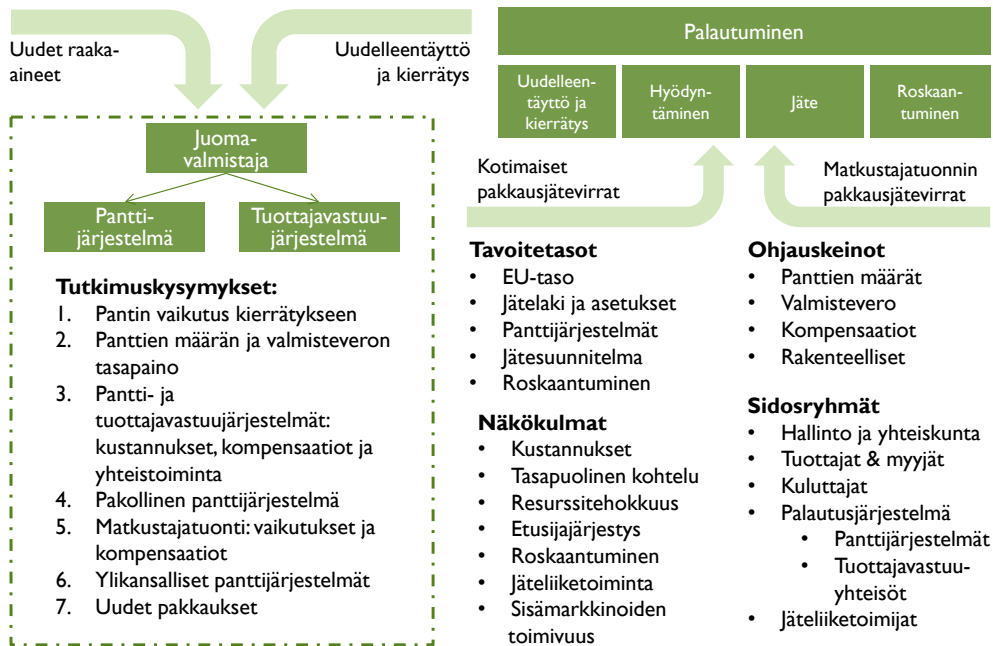 Uudet raaka-
aineet
Uudelleentäyttö
ja kierrätys
Juoma-
valmistaja
Pantti-
järjestelmä
Tuottajavastuu-
järjestelmä
Tutkimuskysymykset:
1. Pantin vaikutus kierrätykseen
2. Panttien määrän ja valmisteveron
tasapaino
3. Pantti- ja
tuottajavastuujärjestelmät:
kustannukset, kompensaatiot ja
yhteistoiminta
4. Pakollinen panttijärjestelmä
5. Matkustajatuonti: vaikutukset ja
kompensaatiot
6. Ylikansalliset panttijärjestelmät
7. Uudet pakkaukset
Palautuminen
Uudelleen-
täyttö ja
kierrätys
Hyödyn-
täminen
Jäte
Roskaan-
tuminen
Kotimaiset
pakkausjätevirrat
Matkustajatuonnin
pakkausjätevirrat
Tavoitetasot
• EU-taso
• Jätelaki ja asetukset
• Panttijärjestelmät
• Jätesuunnitelma
• Roskaantuminen
Näkökulmat
• Kustannukset
• Tasapuolinen kohtelu
• Resurssitehokkuus
• Etusijajärjestys
• Roskaantuminen
• Jäteliiketoiminta
• Sisämarkkinoiden
toimivuus
Ohjauskeinot
• Panttien määrät
• Valmistevero
• Kompensaatiot
• Rakenteelliset
Sidosryhmät
• Hallinto ja yhteiskunta
• Tuottajat & myyjät
• Kuluttajat
• Palautusjärjestelmä
• Panttijärjestelmät
• Tuottajavastuu-
yhteisöt
• Jäteliiketoimijat